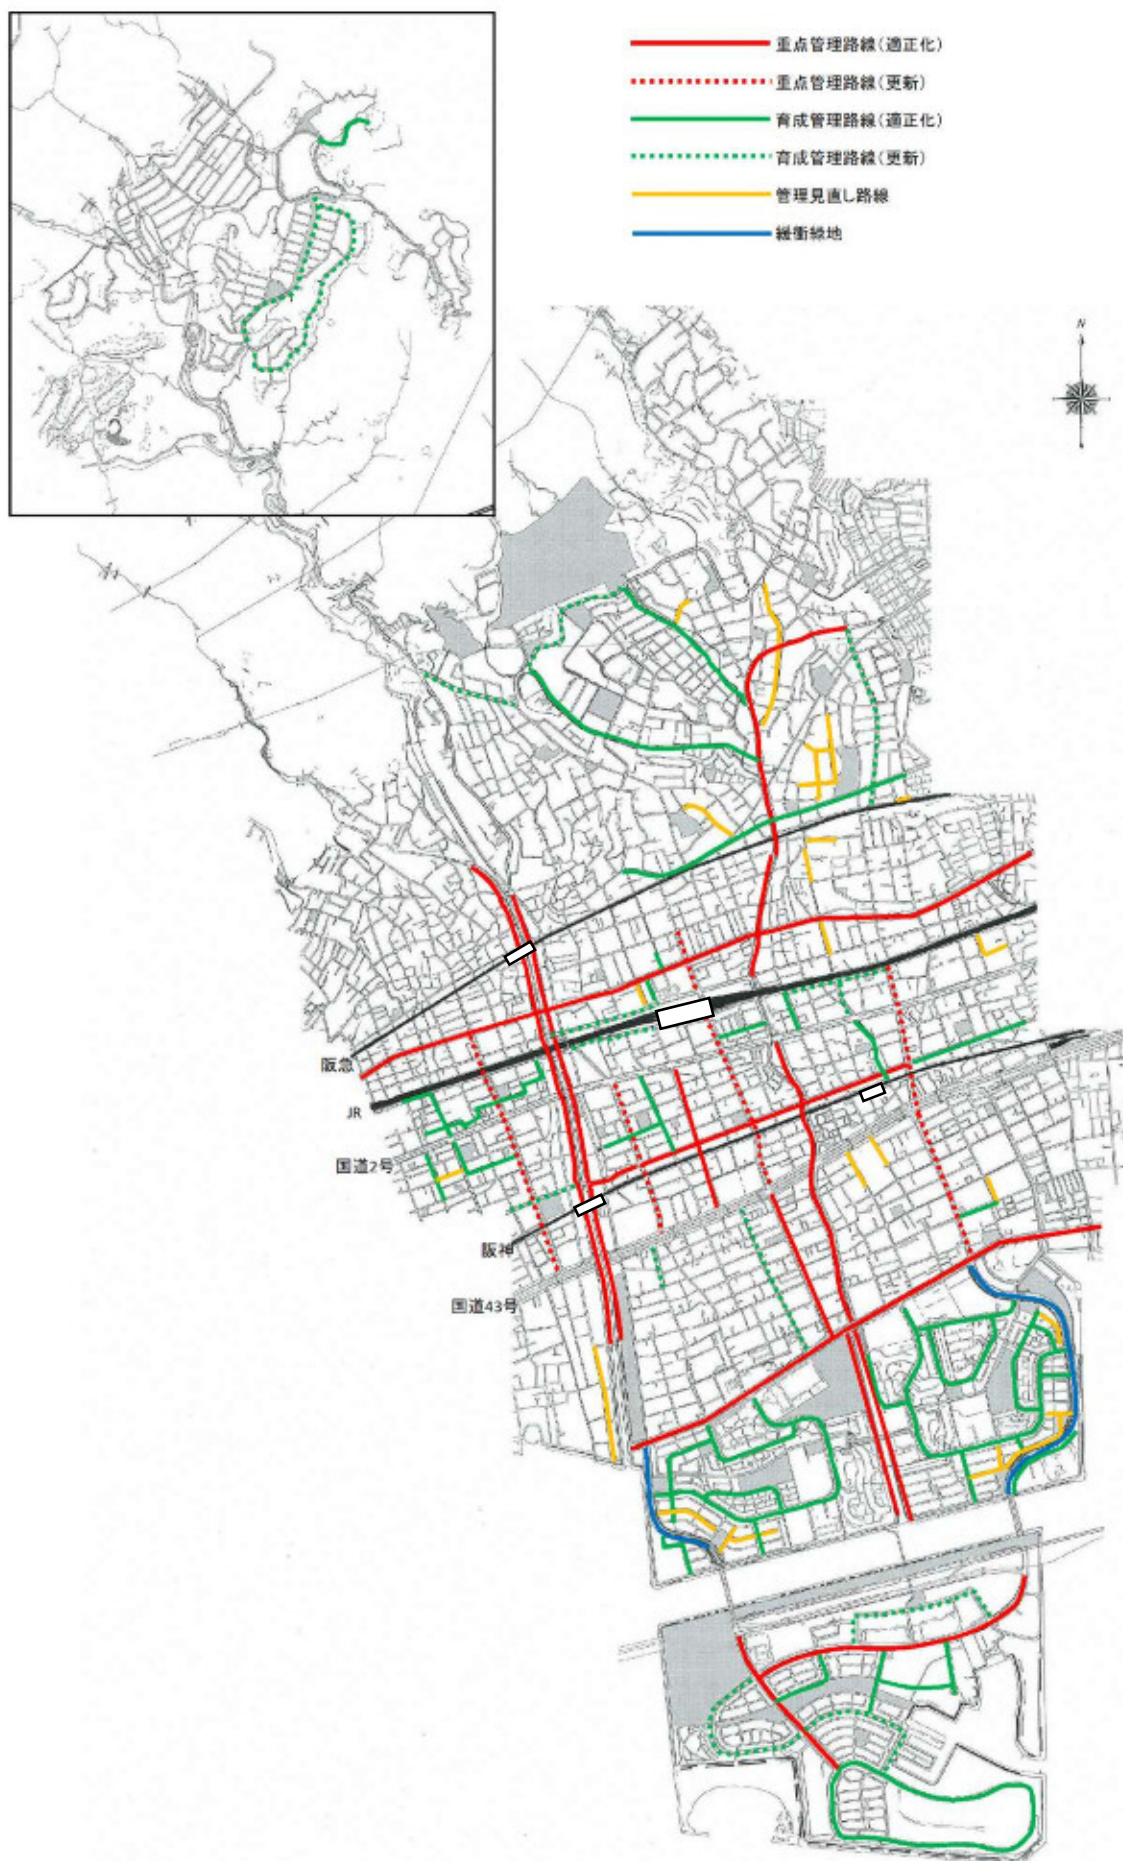 重点管理路線(適正化)
重点管理路線(更新)
育成管理路線(適正化)
育成管理路線(更新)
管理見直し路線
緩衝緑地
N
阪急
JR
国道2号
阪神
国道43号